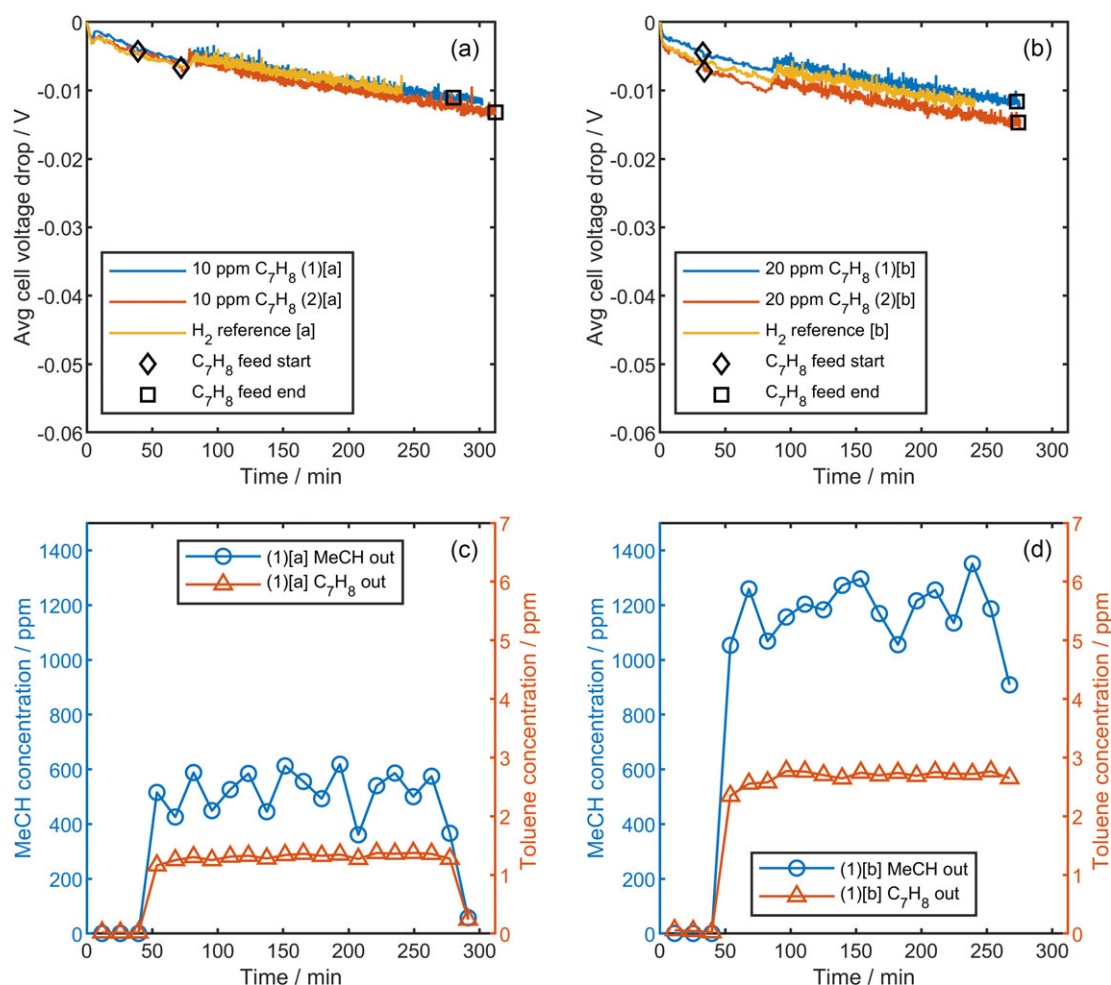 (a)
0
-0.01
-0.02
-0.03
-0.04
-0.05
-0.06
Avg cell voltage drop / V
10 ppm C7H8 (1)[a]
10 ppm C7H8 (2)[a]
H2 reference [a]
C7H8 feed start
C7H8 feed end
0 50 100 150 200 250 300
Time / min
(b)
0
-0.01
-0.02
-0.03
-0.04
-0.05
-0.06
Avg cell voltage drop / V
20 ppm C7H8 (1)[b]
20 ppm C7H8 (2)[b]
H2 reference [b]
C7H8 feed start
C7H8 feed end
0 50 100 150 200 250 300
Time / min
(c)
1400
1200
1000
800
600
400
200
0
MeCH concentration / ppm
(1)[a] MeCH out
(1)[a] C7H8 out
7
6
5
4
3
2
1
0
Toluene concentration / ppm
0 50 100 150 200 250 300
Time / min
(d)
1400
1200
1000
800
600
400
200
0
MeCH concentration / ppm
(1)[b] MeCH out
(1)[b] C7H8 out
7
6
5
4
3
2
1
0
Toluene concentration / ppm
0 50 100 150 200 250 300
Time / min